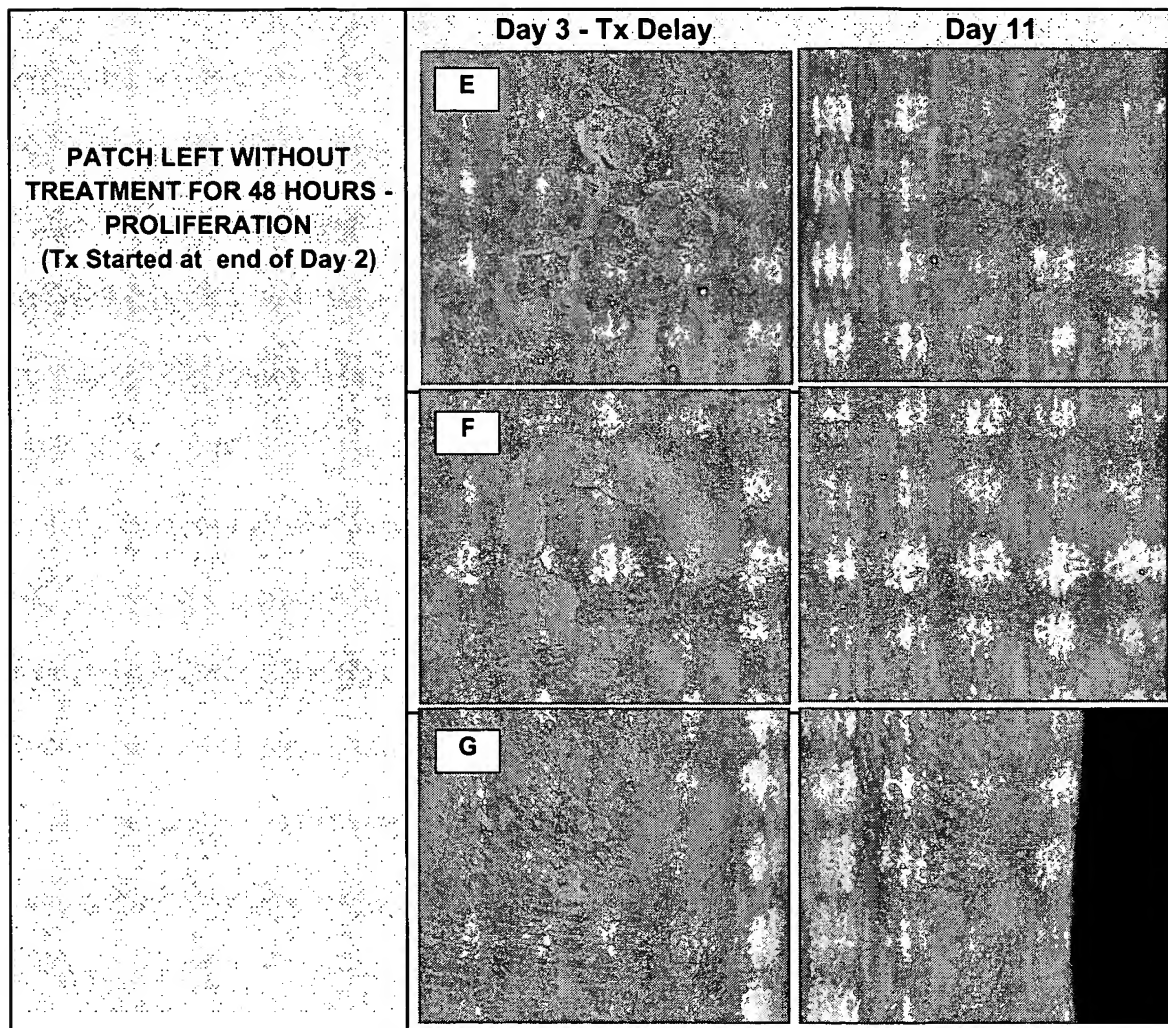 Day 3 - Tx Delay
Day 11
PATCH LEFT WITHOUT
TREATMENT FOR 48 HOURS -
PROLIFERATION
(Tx Started at end of Day 2)
E
F
G